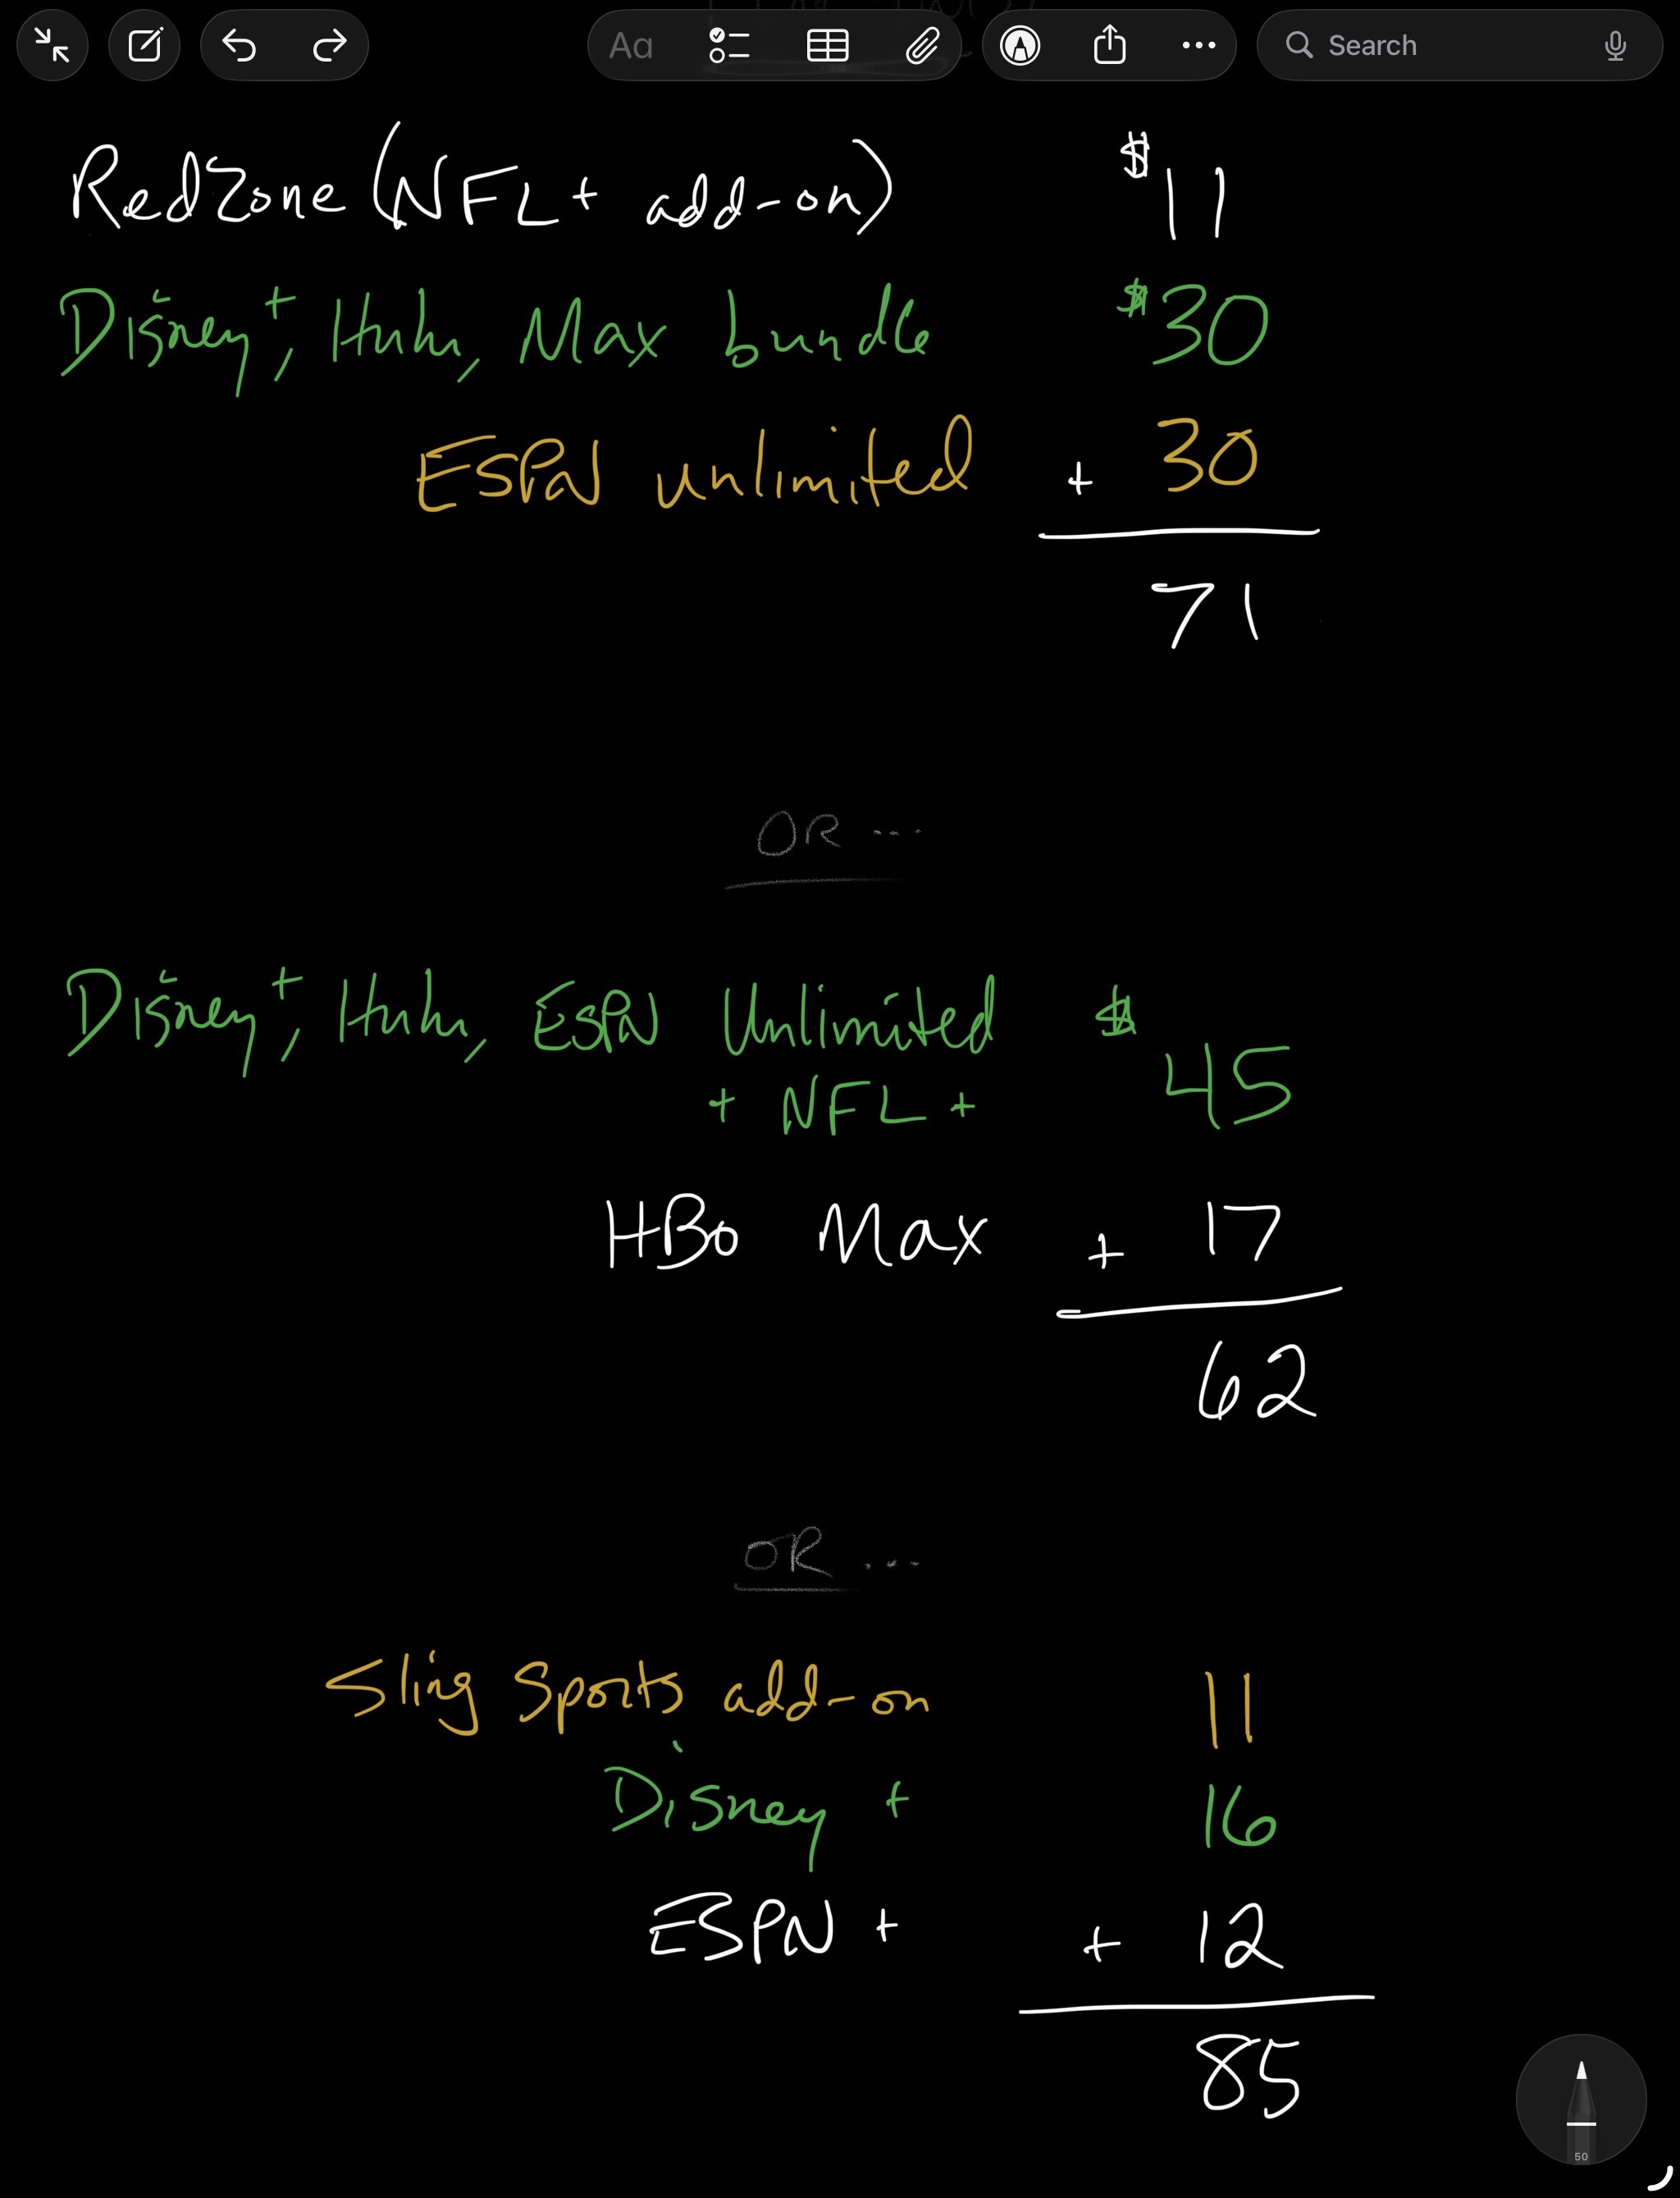 Aa
Search
RedZone (NFL+ add-on) $11
Disney+, Hulu, Max bundle $30
ESPN unlimited + 30
71
OR ...
Disney+, Hulu, ESPN Unlimited $
+ NFL + 45
HBO Max + 17
62
OR ...
Sling Sports add-on 11
Disney + 16
ESPN + + 12
85
50